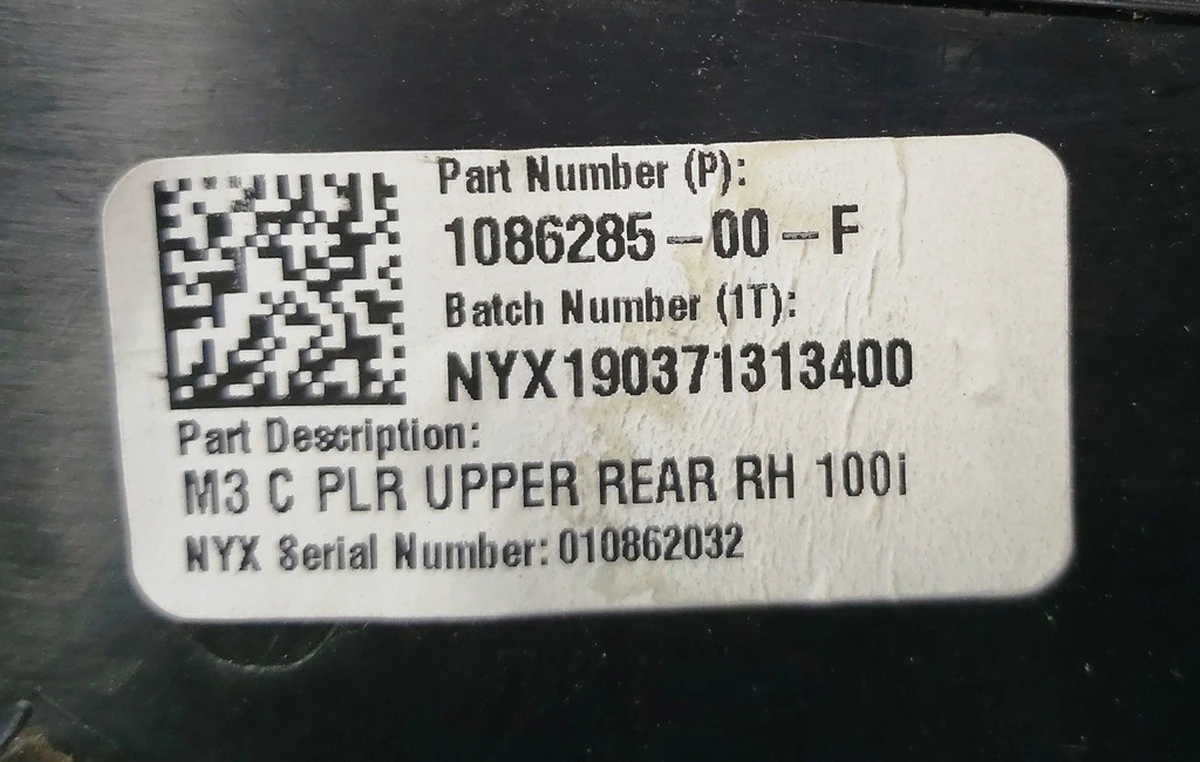 Part Number (P):
1086285-00-F
Batch Number (1T):
NYX190371313400
Part Description:
M3 C PLR UPPER REAR RH 100i
NYX Serial Number: 010862032